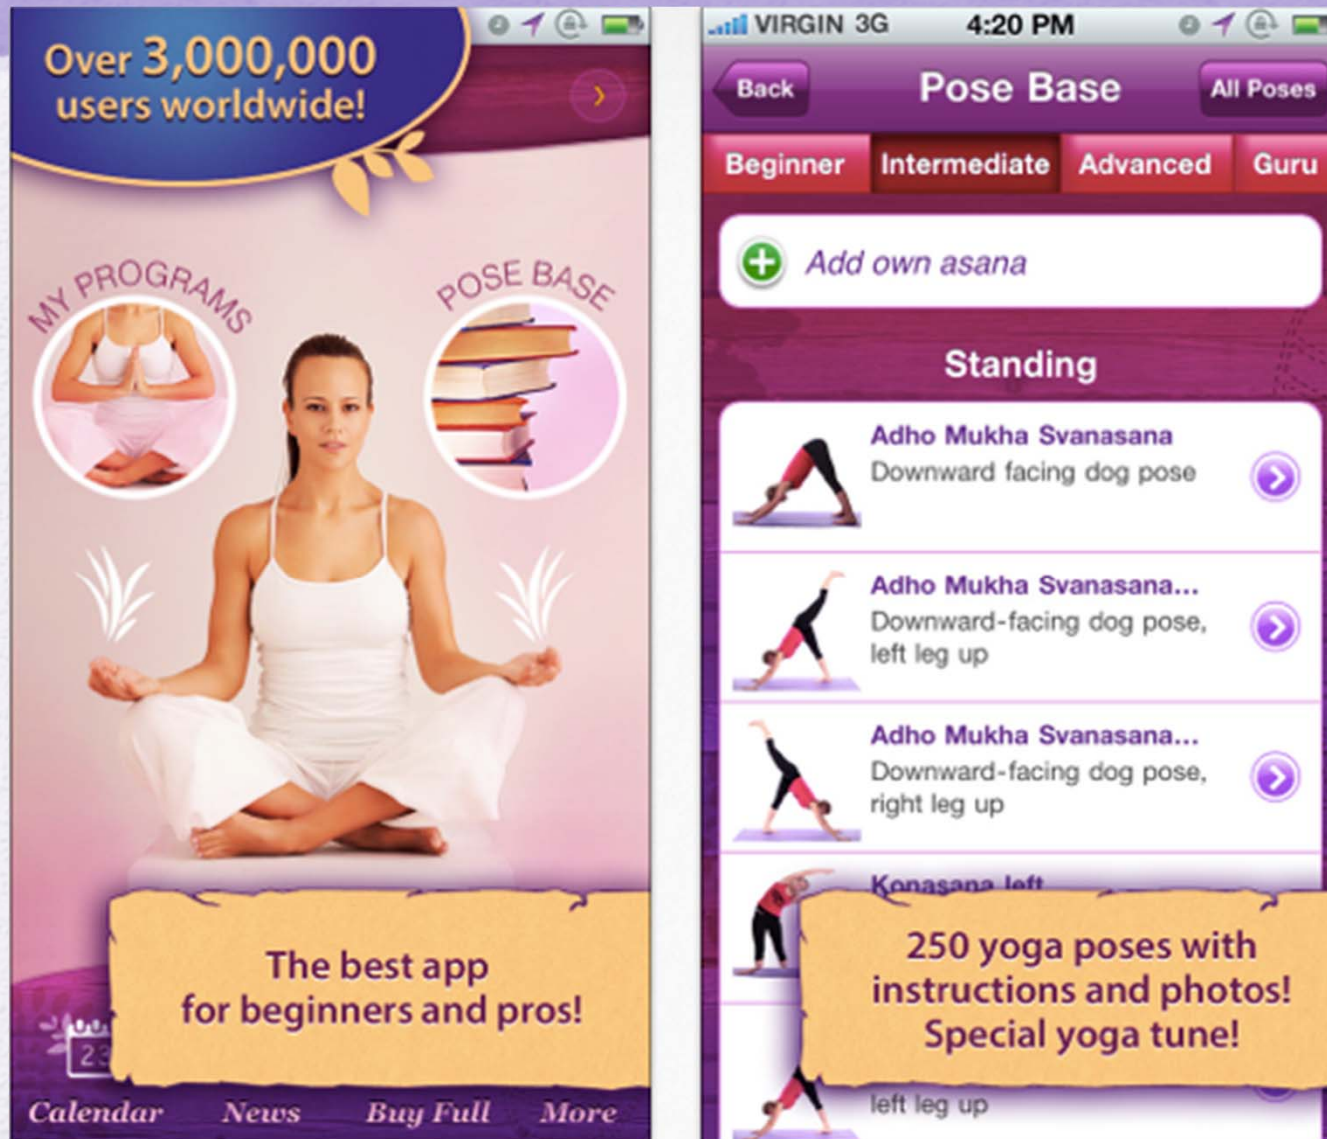 Over 3,000,000
users worldwide!
MY PROGRAMS
POSE BASE
The best app
for beginners and pros!
23
Calendar
News
Buy Full
More
VIRGIN 3G
4:20 PM
Back
Pose Base
All Poses
Beginner
Intermediate
Advanced
Guru
Add own asana
Standing
Adho Mukha Svanasana
Downward facing dog pose
Adho Mukha Svanasana...
Downward-facing dog pose,
left leg up
Adho Mukha Svanasana...
Downward-facing dog pose,
right leg up
Konasana left
250 yoga poses with
instructions and photos!
Special yoga tune!
left leg up